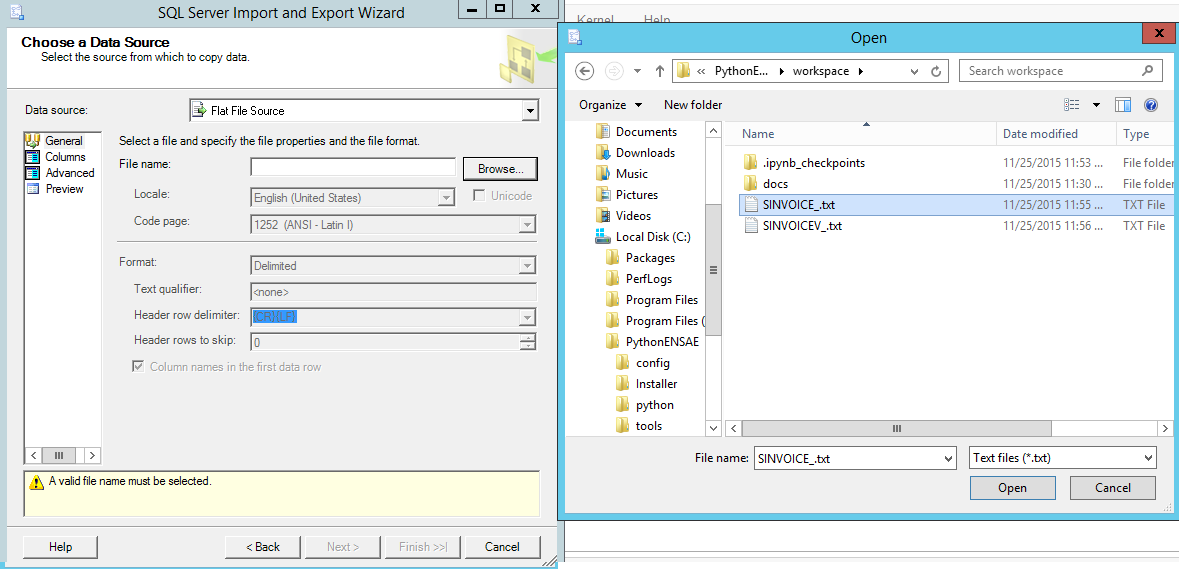 SQL Server Import and Export Wizard
Choose a Data Source
Select the source from which to copy data.
Data source:
Flat File Source
General
Columns
Advanced
Preview
Select a file and specify the file properties and the file format.
File name:
Browse...
Locale:
English (United States)
Unicode
Code page:
1252 (ANSI - Latin I)
Format:
Delimited
Text qualifier:
<none>
Header row delimiter:
{CR}{LF}
Header rows to skip:
0
Column names in the first data row
A valid file name must be selected.
Help
< Back
Next >
Finish >>|
Cancel
Kernel Help
Open
« PythonE... workspace
Search workspace
Organize
New folder
Documents
Downloads
Music
Pictures
Videos
Local Disk (C:)
Packages
PerfLogs
Program Files
Program Files (
PythonENSAE
config
Installer
python
tools
Name Date modified Type
.ipynb_checkpoints 11/25/2015 11:53 ... File folder
docs 11/25/2015 11:30 ... File folder
SINVOICE_.txt 11/25/2015 11:55 ... TXT File
SINVOICEV_.txt 11/25/2015 11:56 ... TXT File
File name:
SINVOICE_.txt
Text files (*.txt)
Open
Cancel